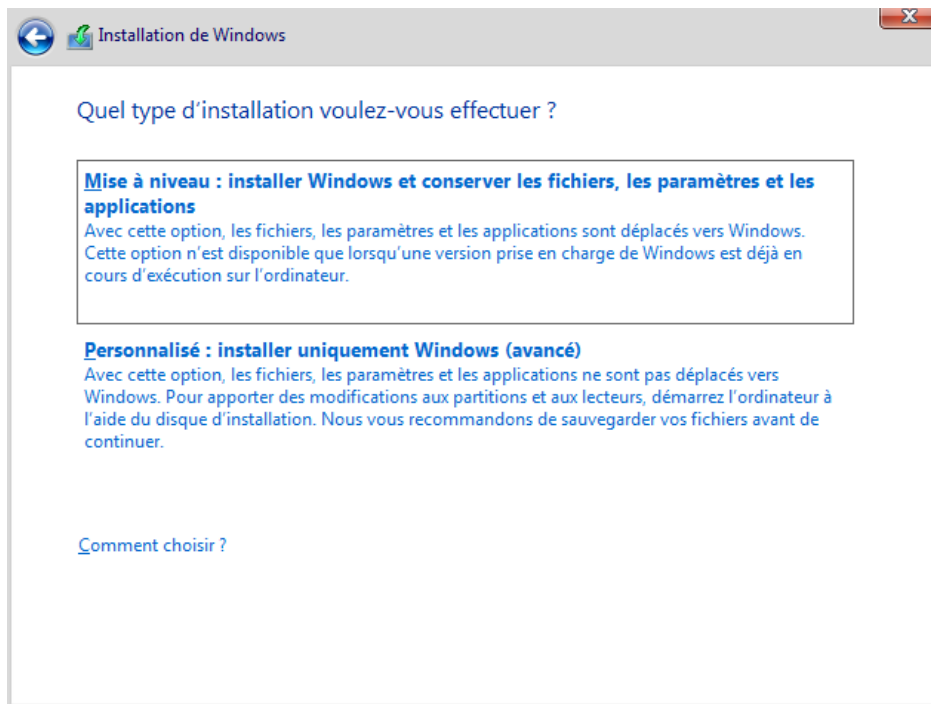 Installation de Windows
Quel type d’installation voulez-vous effectuer ?
Mise à niveau : installer Windows et conserver les fichiers, les paramètres et les
applications
Avec cette option, les fichiers, les paramètres et les applications sont déplacés vers Windows.
Cette option n’est disponible que lorsqu’une version prise en charge de Windows est déjà en
cours d’exécution sur l’ordinateur.
Personnalisé : installer uniquement Windows (avancé)
Avec cette option, les fichiers, les paramètres et les applications ne sont pas déplacés vers
Windows. Pour apporter des modifications aux partitions et aux lecteurs, démarrez l’ordinateur à
l’aide du disque d’installation. Nous vous recommandons de sauvegarder vos fichiers avant de
continuer.
Comment choisir ?